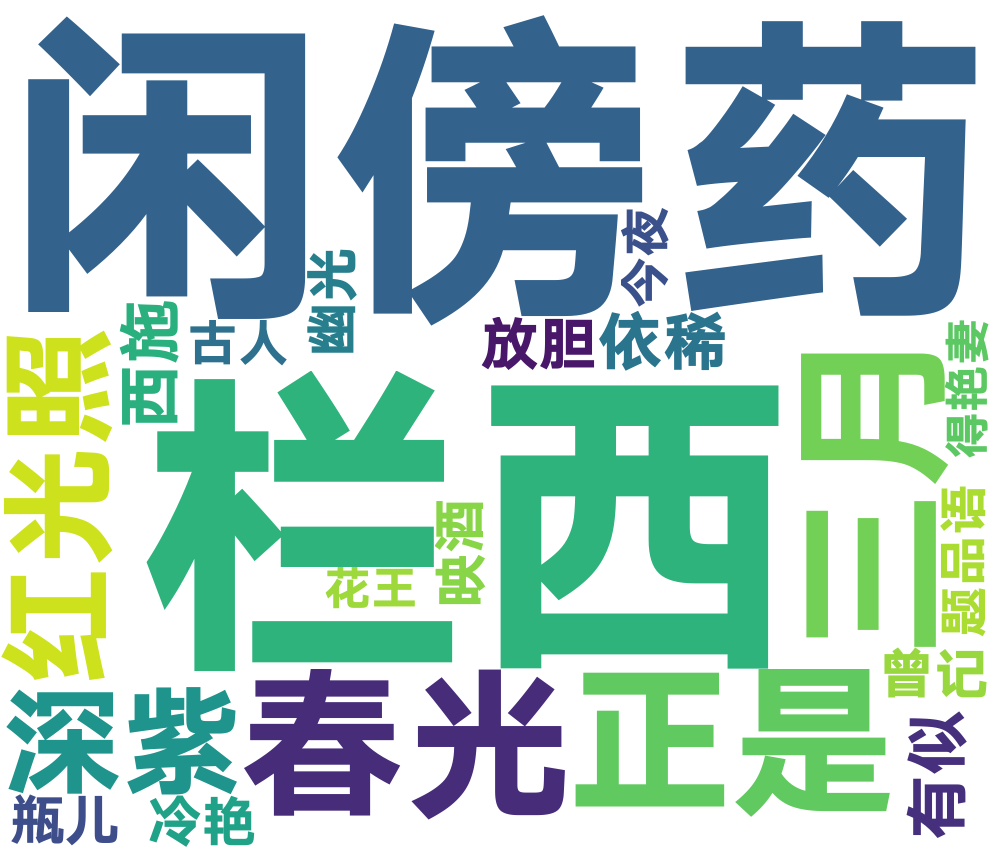 闲傍药
今夜
幽光
西施
古人
放胆
依稀
得艳妻
红光照
栏西
三月
映酒
花王
题品语
嘬记
深紫
春光
正是
有似
瓶儿
冷艳